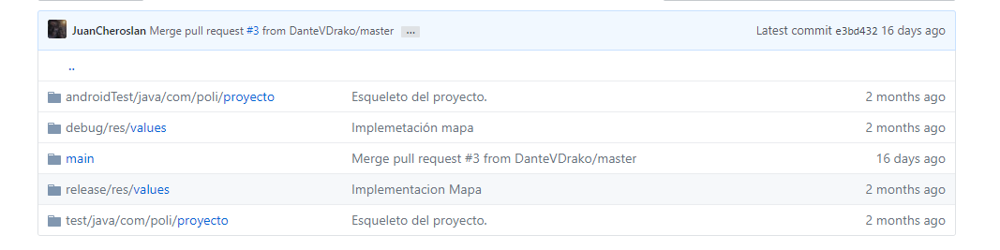 JuanCheroslan Merge pull request #3 from DanteVDrako/master ... Latest commit e3bd432 16 days ago
..
androidTest/java/com/poli/proyecto Esqueleto del proyecto. 2 months ago
debug/res/values Implemetación mapa 2 months ago
main Merge pull request #3 from DanteVDrako/master 16 days ago
release/res/values Implementacion Mapa 2 months ago
test/java/com/poli/proyecto Esqueleto del proyecto. 2 months ago